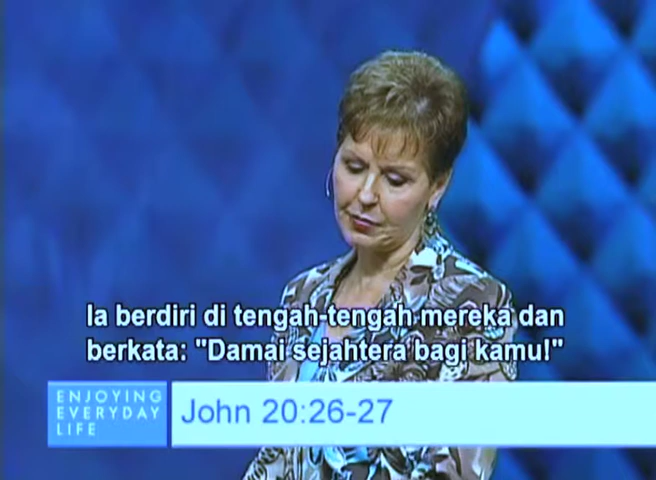 Ia berdiri di tengah-tengah mereka dan
berkata: "Damai sejahtera bagi kamu!"
ENJOYING
EVERYDAY
LIFE
John 20:26-27